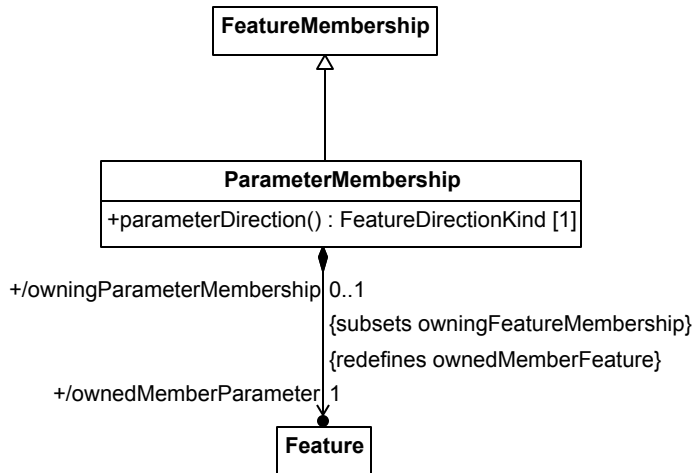 FeatureMembership
ParameterMembership
+parameterDirection() : FeatureDirectionKind [1]
+/owningParameterMembership 0..1
{subsets owningFeatureMembership}
{redefines ownedMemberFeature}
+/ownedMemberParameter 1
Feature